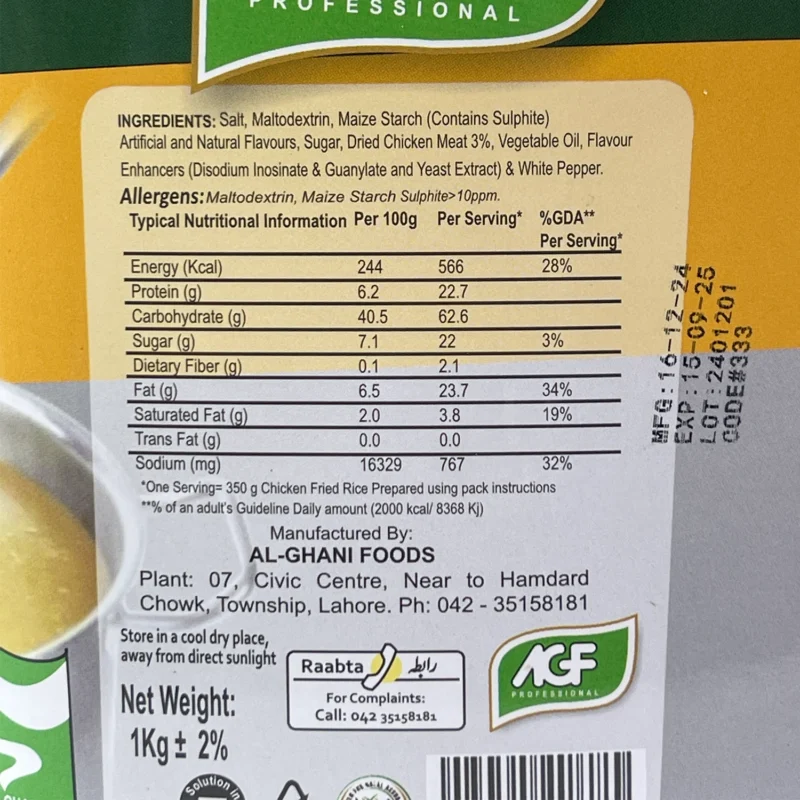 PROFESSIONAL
INGREDIENTS: Salt, Maltodextrin, Maize Starch (Contains Sulphite)
Artificial and Natural Flavours, Sugar, Dried Chicken Meat 3%, Vegetable Oil, Flavour
Enhancers (Disodium Inosinate & Guanylate and Yeast Extract) & White Pepper.
Allergens: Maltodextrin, Maize Starch Sulphite>10ppm.
Typical Nutritional Information Per 100g Per Serving* %GDA**
Per Serving*
Energy (Kcal) 244 566 28%
Protein (g) 6.2 22.7
Carbohydrate (g) 40.5 62.6
Sugar (g) 7.1 22 3%
Dietary Fiber (g) 0.1 2.1
Fat (g) 6.5 23.7 34%
Saturated Fat (g) 2.0 3.8 19%
Trans Fat (g) 0.0 0.0
Sodium (mg) 16329 767 32%
*One Serving= 350 g Chicken Fried Rice Prepared using pack instructions
**% of an adult's Guideline Daily amount (2000 kcal/ 8368 Kj)
MFG:16-12-24
EXP:15-09-25
LOT:2401201
CODE#333
Manufactured By:
AL-GHANI FOODS
Plant: 07, Civic Centre, Near to Hamdard
Chowk, Township, Lahore. Ph: 042 - 35158181
Store in a cool dry place,
away from direct sunlight
Raabta رابطہ
For Complaints:
Call: 042 35158181
AGF
PROFESSIONAL
Net Weight:
1Kg ± 2%
Solution in